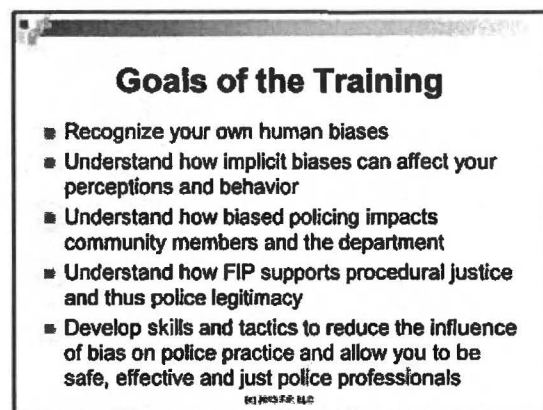 Goals of the Training
Recognize your own human biases
Understand how implicit biases can affect your
perceptions and behavior
Understand how biased policing impacts
community members and the department
Understand how FIP supports procedural justice
and thus police legitimacy
Develop skills and tactics to reduce the influence
of bias on police practice and allow you to be
safe, effective and just police professionals